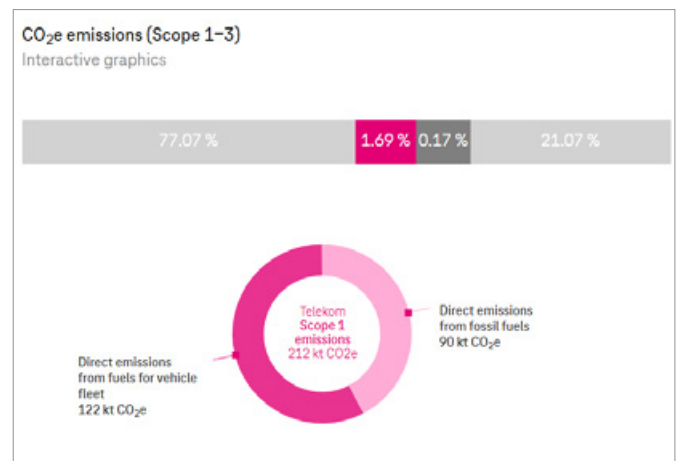 CO₂e emissions (Scope 1–3)
Interactive graphics
77.07 % 1.69 % 0.17 % 21.07 %
Telekom
Scope 1
emissions
212 kt CO2e
Direct emissions
from fossil fuels
90 kt CO₂e
Direct emissions
from fuels for vehicle
fleet
122 kt CO₂e